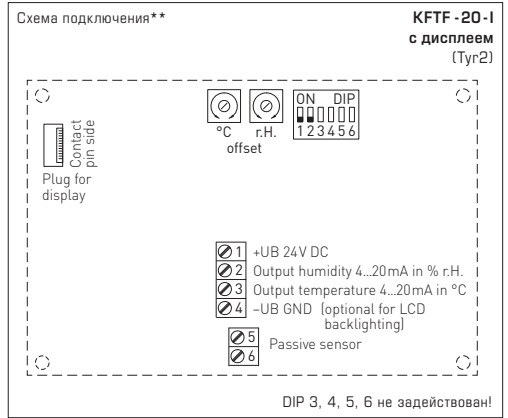 Схема подключения**
KFTF - 20 - I
с дисплеем
(Tyr2)
ON DIP
1 2 3 4 5 6
°C r.H.
offset
Contact
pin side
Plug for
display
1 +UB 24V DC
2 Output humidity 4...20mA in % r.H.
3 Output temperature 4...20mA in °C
4 –UB GND (optional for LCD
backlighting)
5
Passive sensor
6
DIP 3, 4, 5, 6 не задействован!